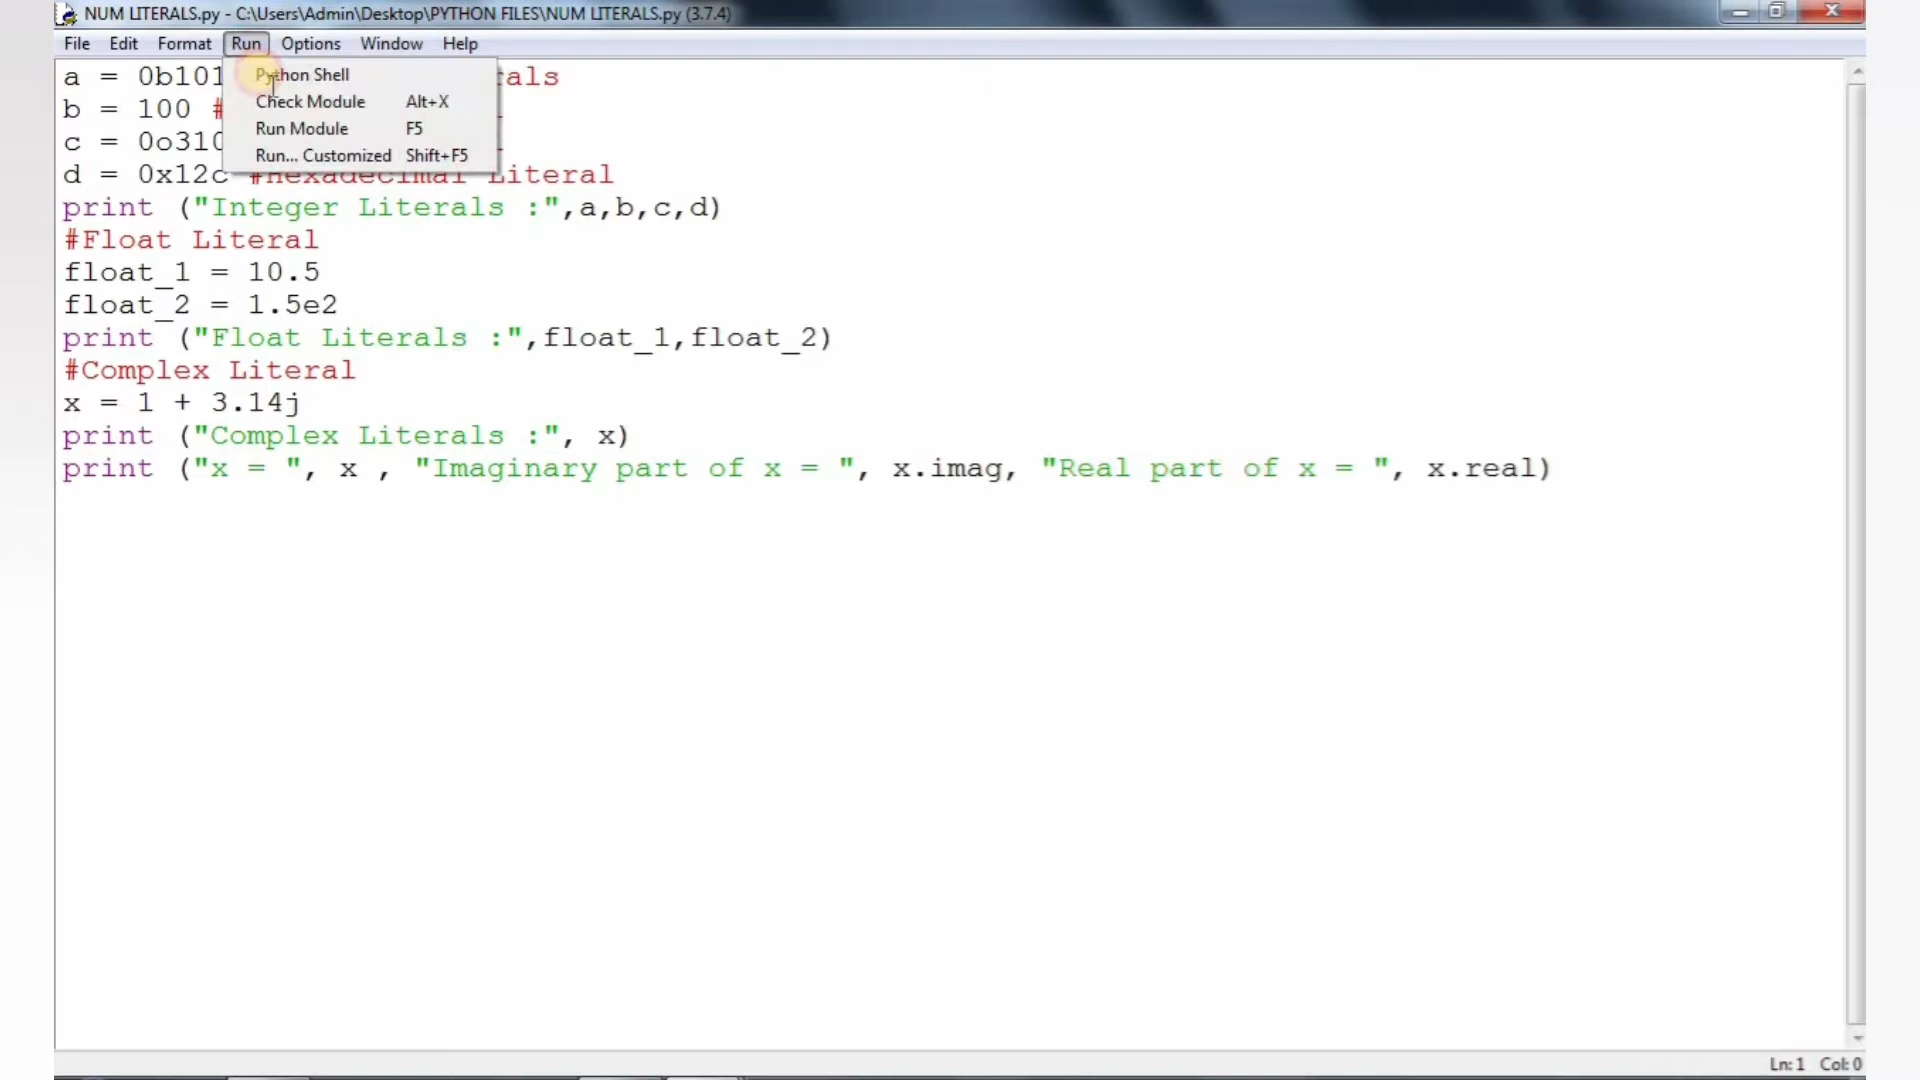 NUM LITERALS.py - C:\Users\Admin\Desktop\PYTHON FILES\NUM LITERALS.py (3.7.4)
File Edit Format Run Options Window Help
Python Shell
Check Module Alt+X
Run Module F5
Run... Customized Shift+F5
a = 0b101
b = 100 #
c = 0o310
d = 0x12c #Hexadecimal Literal
print ("Integer Literals :",a,b,c,d)
#Float Literal
float_1 = 10.5
float_2 = 1.5e2
print ("Float Literals :",float_1,float_2)
#Complex Literal
x = 1 + 3.14j
print ("Complex Literals :", x)
print ("x = ", x , "Imaginary part of x = ", x.imag, "Real part of x = ", x.real)
Ln: 1 Col: 0